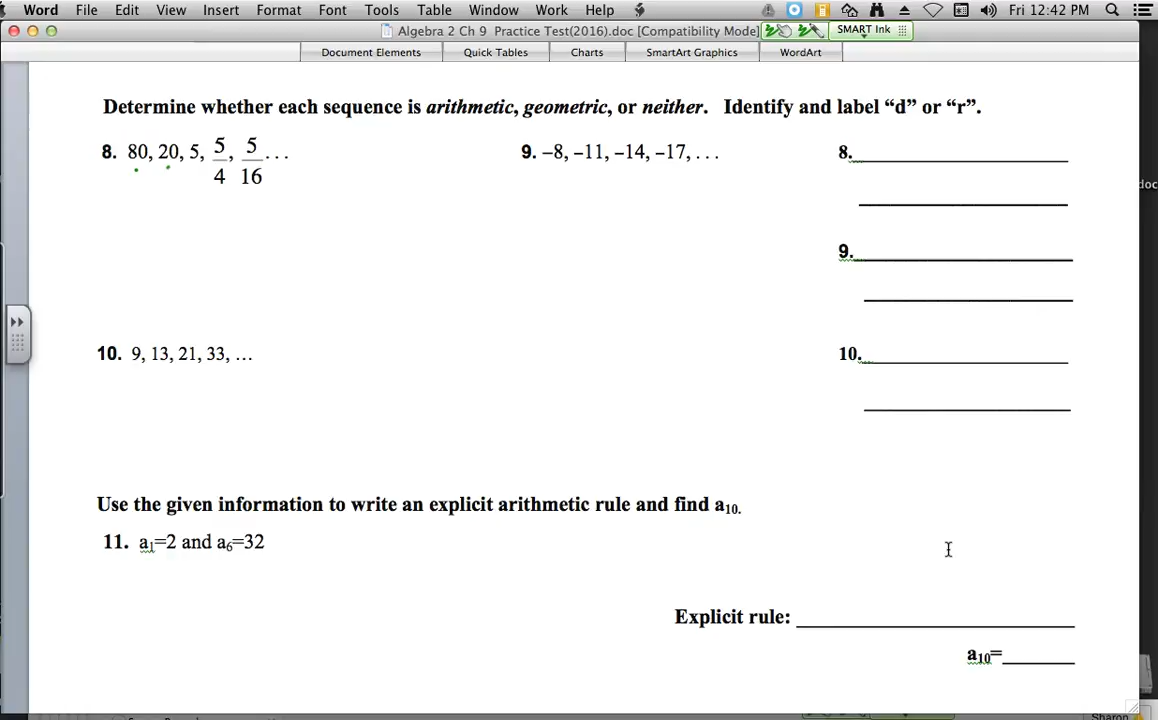 Word File Edit View Insert Format Font Tools Table Window Work Help Fri 12:42 PM
Algebra 2 Ch 9 Practice Test(2016).doc [Compatibility Mode] SMART Ink
Document Elements Quick Tables Charts SmartArt Graphics WordArt
Determine whether each sequence is arithmetic, geometric, or neither. Identify and label “d” or “r”.
8. 80, 20, 5, 5/4, 5/16 . . . 9. –8, –11, –14, –17, . . . 8.
doc
9.
10. 9, 13, 21, 33, … 10.
Use the given information to write an explicit arithmetic rule and find a₁₀.
11. a₁=2 and a₆=32
Explicit rule:
a₁₀=
Sharon